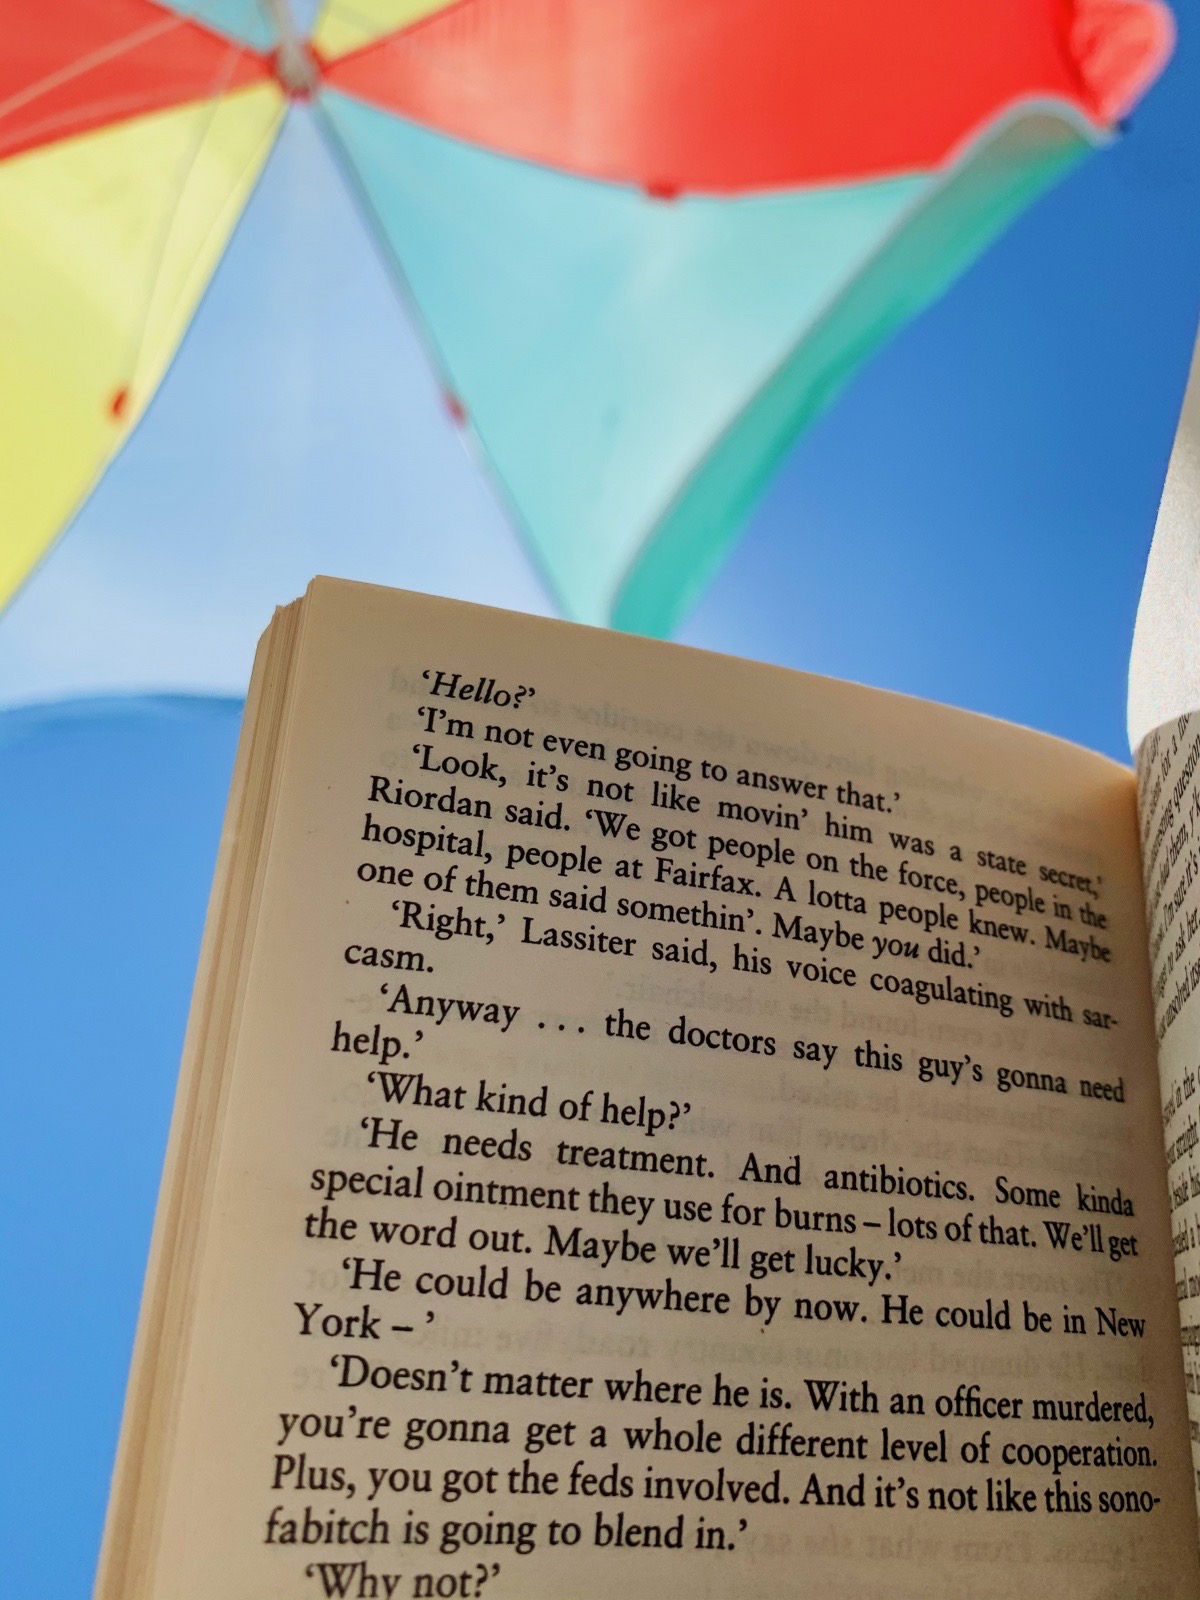 ‘Hello?’
‘I’m not even going to answer that.’
‘Look, it’s not like movin’ him was a state secret,’
Riordan said. ‘We got people on the force, people in the
hospital, people at Fairfax. A lotta people knew. Maybe
one of them said somethin’. Maybe you did.’
‘Right,’ Lassiter said, his voice coagulating with sar-
casm.
‘Anyway . . . the doctors say this guy’s gonna need
help.’
‘What kind of help?’
‘He needs treatment. And antibiotics. Some kinda
special ointment they use for burns – lots of that. We’ll get
the word out. Maybe we’ll get lucky.’
‘He could be anywhere by now. He could be in New
York – ’
‘Doesn’t matter where he is. With an officer murdered,
you’re gonna get a whole different level of cooperation.
Plus, you got the feds involved. And it’s not like this sono-
fabitch is going to blend in.’
‘Why not?’